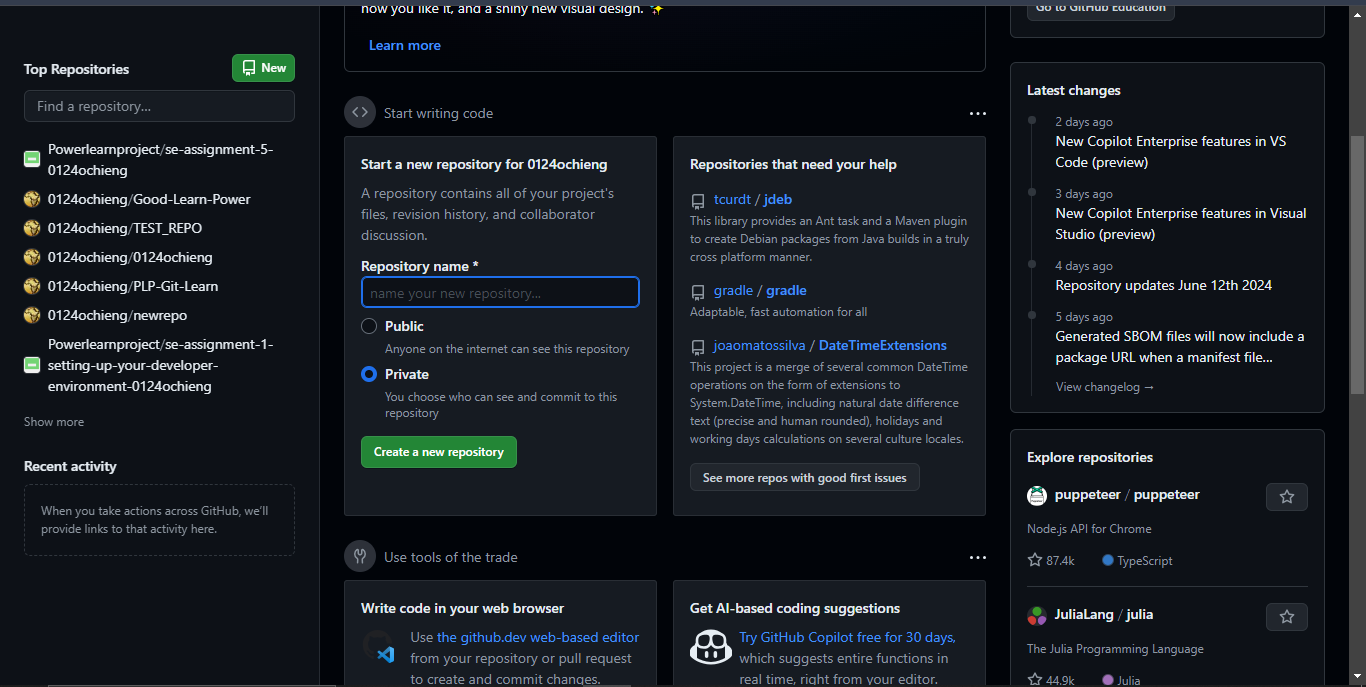 now you like it, and a shiny new visual design. ✨
Learn more
Go to GitHub Education
Top Repositories
New
Find a repository...
Powerlearnproject/se-assignment-5-
0124ochieng
0124ochieng/Good-Learn-Power
0124ochieng/TEST_REPO
0124ochieng/0124ochieng
0124ochieng/PLP-Git-Learn
0124ochieng/newrepo
Powerlearnproject/se-assignment-1-
setting-up-your-developer-
environment-0124ochieng
Show more
Recent activity
When you take actions across GitHub, we'll
provide links to that activity here.
Start writing code
Start a new repository for 0124ochieng
A repository contains all of your project's
files, revision history, and collaborator
discussion.
Repository name *
name your new repository...
Public
Anyone on the internet can see this repository
Private
You choose who can see and commit to this
repository
Create a new repository
Repositories that need your help
tcurdt / jdeb
This library provides an Ant task and a Maven plugin
to create Debian packages from Java builds in a truly
cross platform manner.
gradle / gradle
Adaptable, fast automation for all
joaomatossilva / DateTimeExtensions
This project is a merge of several common DateTime
operations on the form of extensions to
System.DateTime, including natural date difference
text (precise and human rounded), holidays and
working days calculations on several culture locales.
See more repos with good first issues
Use tools of the trade
Write code in your web browser
Use the github.dev web-based editor
from your repository or pull request
to create and commit changes.
Get AI-based coding suggestions
Try GitHub Copilot free for 30 days,
which suggests entire functions in
real time, right from your editor.
Latest changes
2 days ago
New Copilot Enterprise features in VS
Code (preview)
3 days ago
New Copilot Enterprise features in Visual
Studio (preview)
4 days ago
Repository updates June 12th 2024
5 days ago
Generated SBOM files will now include a
package URL when a manifest file...
View changelog →
Explore repositories
puppeteer / puppeteer
Node.js API for Chrome
87.4k TypeScript
JuliaLang / julia
The Julia Programming Language
44.9k Julia